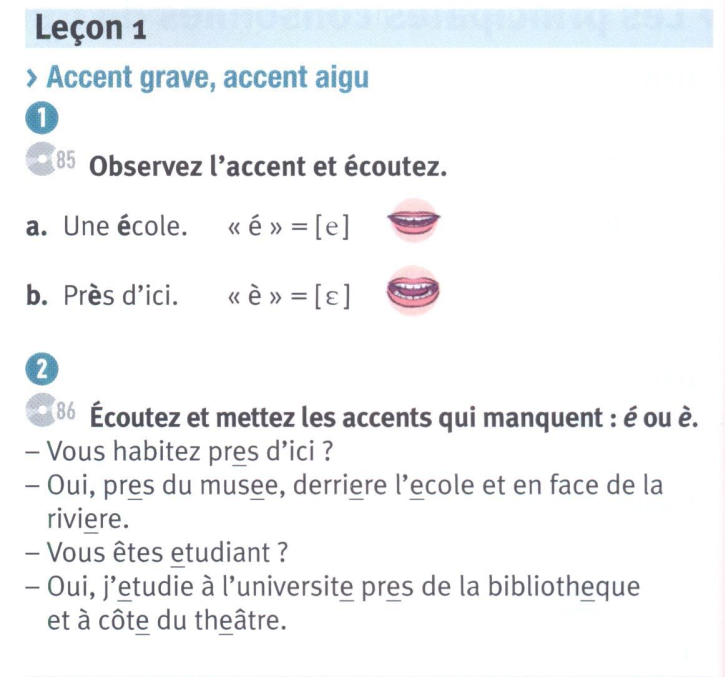 Leçon 1
› Accent grave, accent aigu
1
85 Observez l’accent et écoutez.
a. Une école. « é » = [e]
b. Près d’ici. « è » = [ɛ]
2
86 Écoutez et mettez les accents qui manquent : é ou è.
– Vous habitez pres d’ici ?
– Oui, pres du musee, derriere l’ecole et en face de la
riviere.
– Vous êtes etudiant ?
– Oui, j’etudie à l’universite pres de la bibliotheque
et à côte du theâtre.